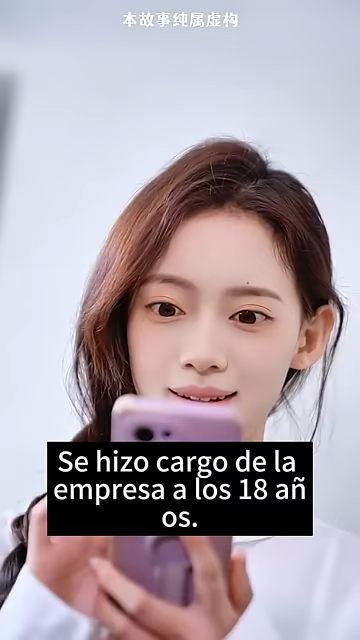 本故事纯属虚构
Se hizo cargo de la
empresa a los 18 añ
os.